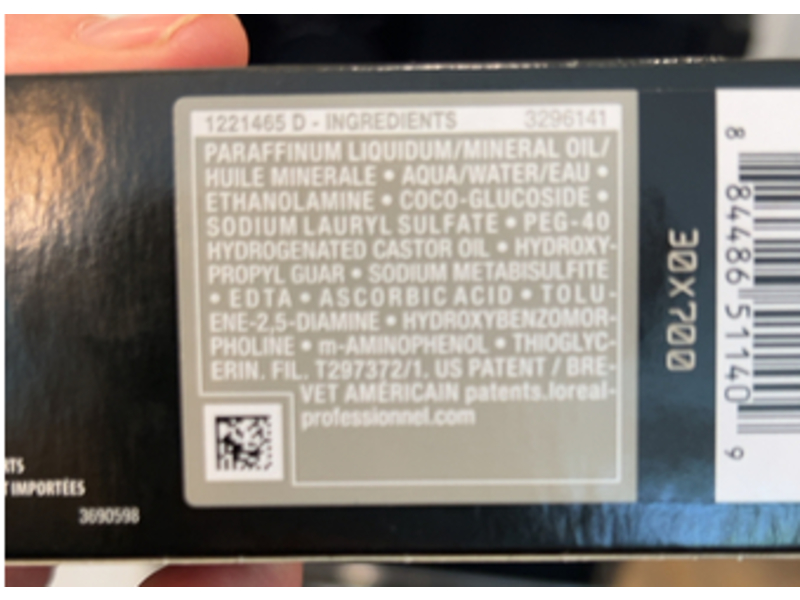 1221465 D - INGREDIENTS 3296141
PARAFFINUM LIQUIDUM/MINERAL OIL/
HUILE MINERALE • AQUA/WATER/EAU •
ETHANOLAMINE • COCO-GLUCOSIDE •
SODIUM LAURYL SULFATE • PEG-40
HYDROGENATED CASTOR OIL • HYDROXY-
PROPYL GUAR • SODIUM METABISULFITE
• EDTA • ASCORBIC ACID • TOLU-
ENE-2,5-DIAMINE • HYDROXYBENZOMOR-
PHOLINE • m-AMINOPHENOL • THIOGLYC-
ERIN. FIL. T297372/1. US PATENT / BRE-
VET AMÉRICAIN patents.loreal-
professionnel.com
RTS
T IMPORTÉES
3690598
30X700
8 84486 51140 9